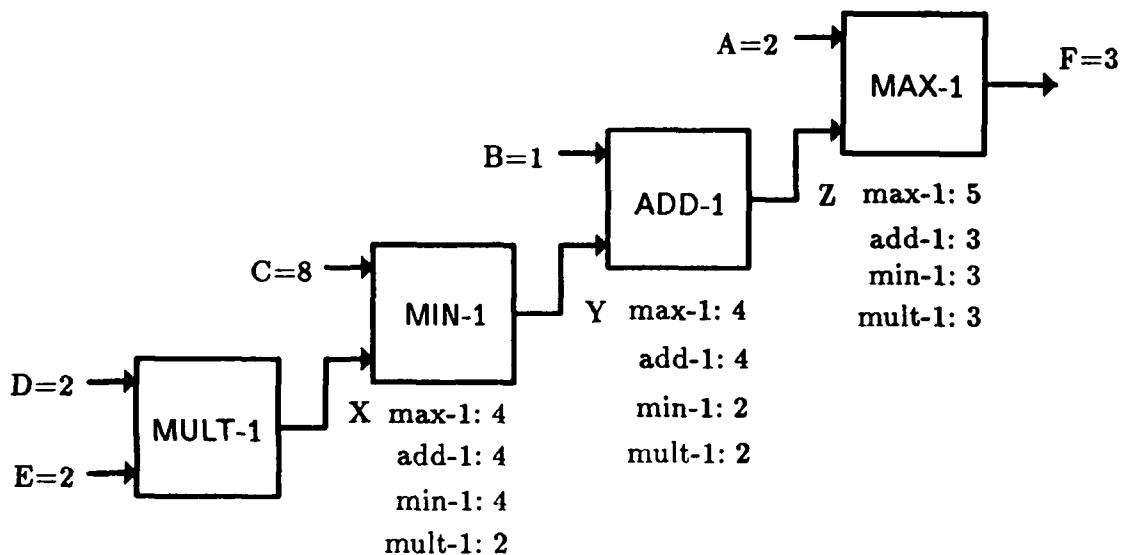 A=2
MAX-1
F=3
B=1
ADD-1
Z max-1: 5
add-1: 3
min-1: 3
mult-1: 3
C=8
MIN-1
Y max-1: 4
add-1: 4
min-1: 2
mult-1: 2
D=2
E=2
MULT-1
X max-1: 4
add-1: 4
min-1: 4
mult-1: 2